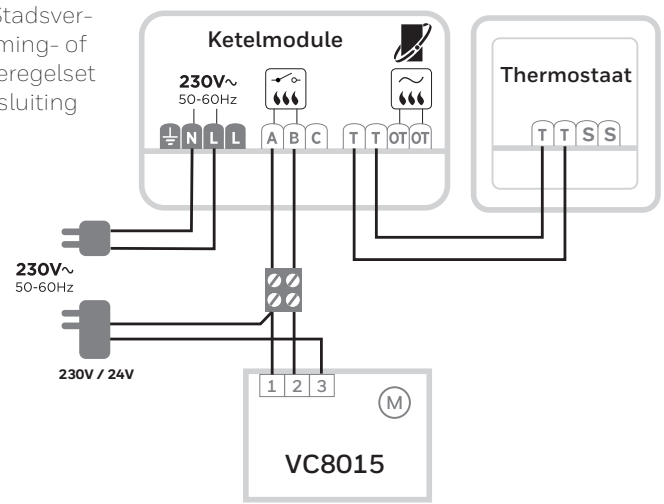 Stadsver-
ming- of
eregelset
sluiting
Ketelmodule
230V~
50-60Hz
N L L A B C T T OT OT
Thermostaat
T T S S
230V~
50-60Hz
230V / 24V
1 2 3
M
VC8015